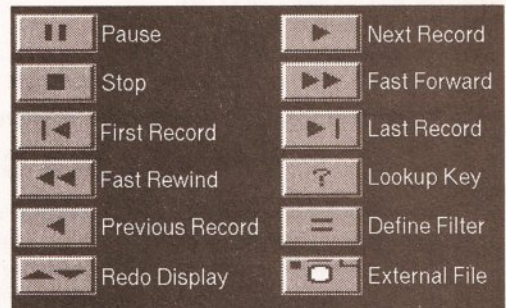 Pause
Stop
First Record
Fast Rewind
Previous Record
Redo Display
Next Record
Fast Forward
Last Record
? Lookup Key
= Define Filter
External File